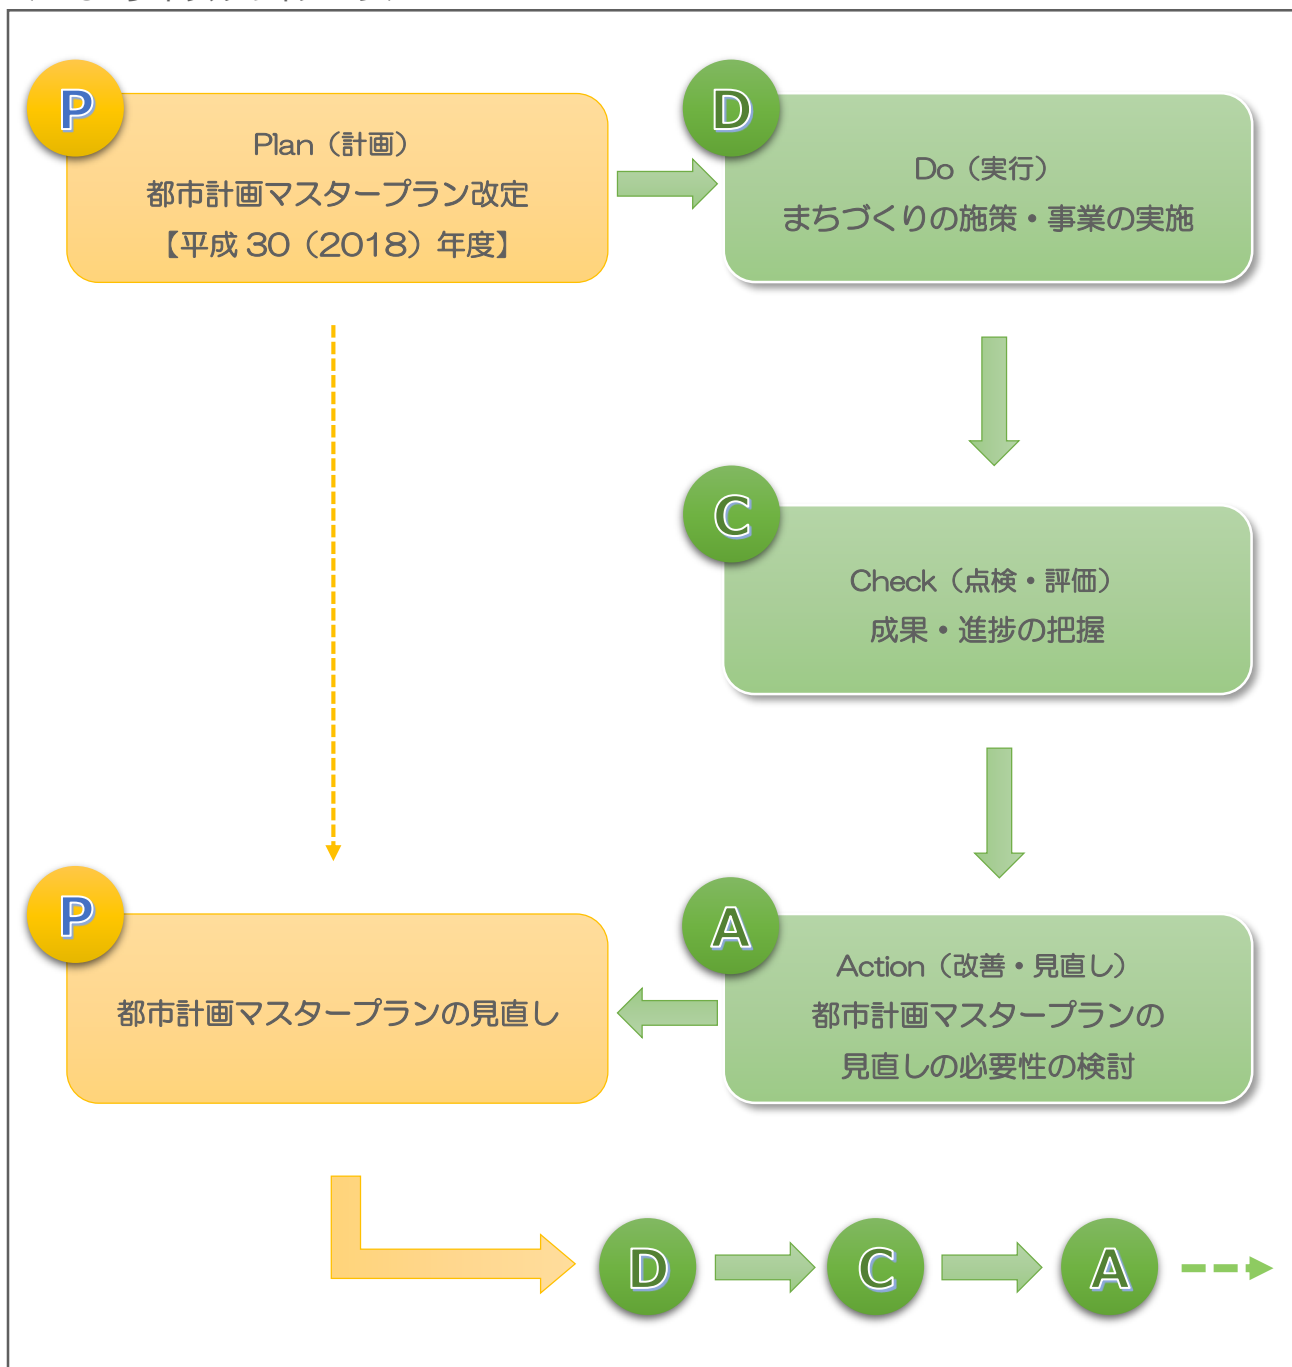 P
Plan（計画）
都市計画マスタープラン改定
【平成 30（2018）年度】
D
Do（実行）
まちづくりの施策・事業の実施
C
Check（点検・評価）
成果・進捗の把握
A
Action（改善・見直し）
都市計画マスタープランの
見直しの必要性の検討
P
都市計画マスタープランの見直し
D
C
A